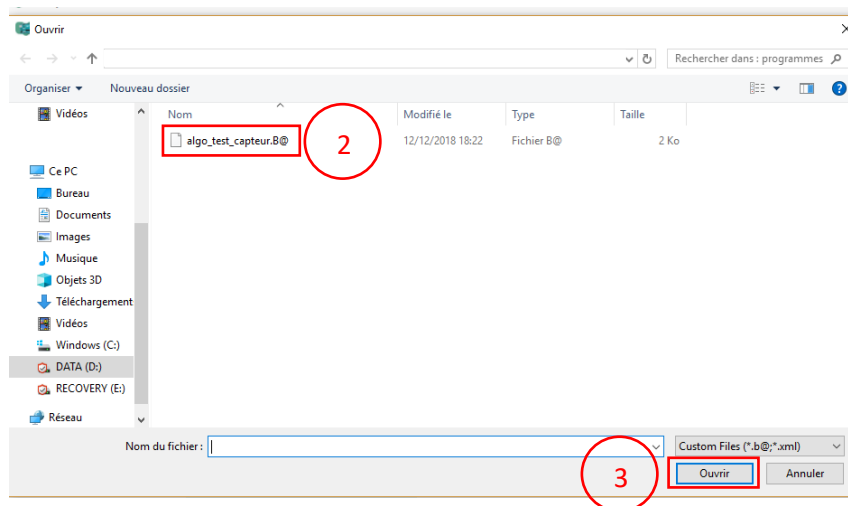 Ouvrir
Rechercher dans : programmes
Organiser
Nouveau dossier
Nom Modifié le Type Taille
algo_test_capteur.B@ 2 12/12/2018 18:22 Fichier B@ 2 Ko
Vidéos
Ce PC
Bureau
Documents
Images
Musique
Objets 3D
Téléchargement
Vidéos
Windows (C:)
DATA (D:)
RECOVERY (E:)
Réseau
Nom du fichier :
Custom Files (*.b@;*.xml)
3 Ouvrir Annuler